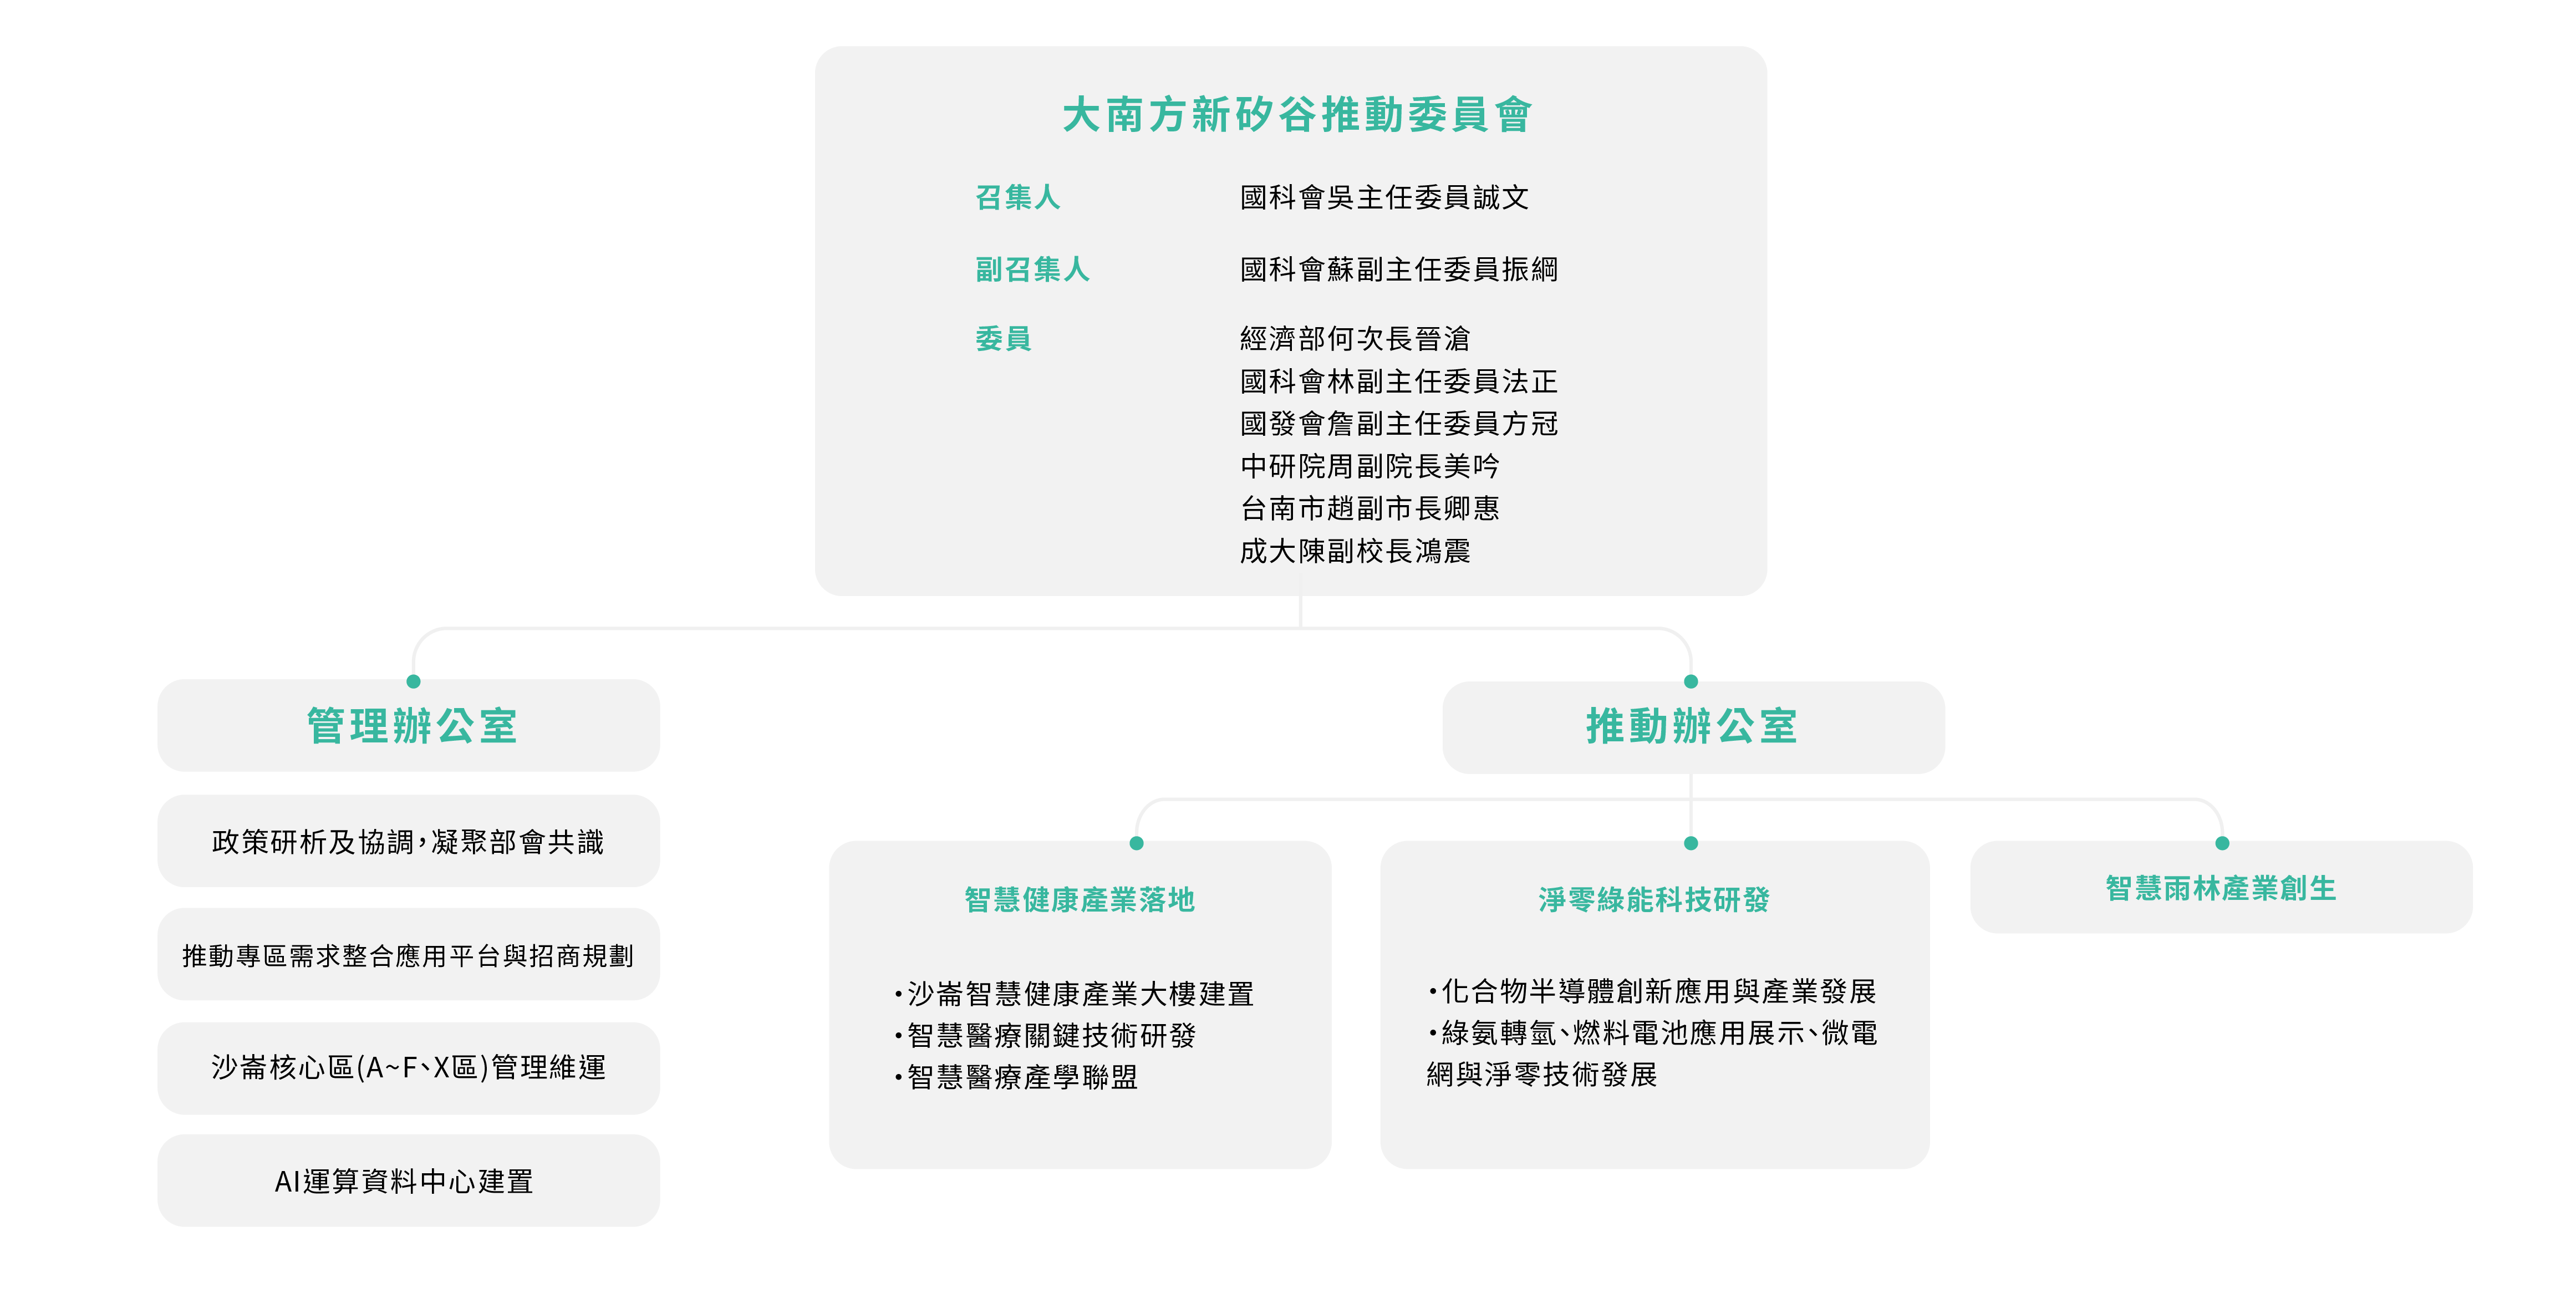 大南方新矽谷推動委員會
召集人 國科會吳主任委員誠文
副召集人 國科會蘇副主任委員振綱
委員 經濟部何次長晉滄
國科會林副主任委員法正
國發會詹副主任委員方冠
中研院周副院長美吟
台南市趙副市長卿惠
成大陳副校長鴻震
管理辦公室
政策研析及協調，凝聚部會共識
推動專區需求整合應用平台與招商規劃
沙崙核心區(A~F、X區)管理維運
AI運算資料中心建置
推動辦公室
智慧健康產業落地
・沙崙智慧健康產業大樓建置
・智慧醫療關鍵技術研發
・智慧醫療產學聯盟
淨零綠能科技研發
・化合物半導體創新應用與產業發展
・綠氨轉氫、燃料電池應用展示、微電
網與淨零技術發展
智慧雨林產業創生